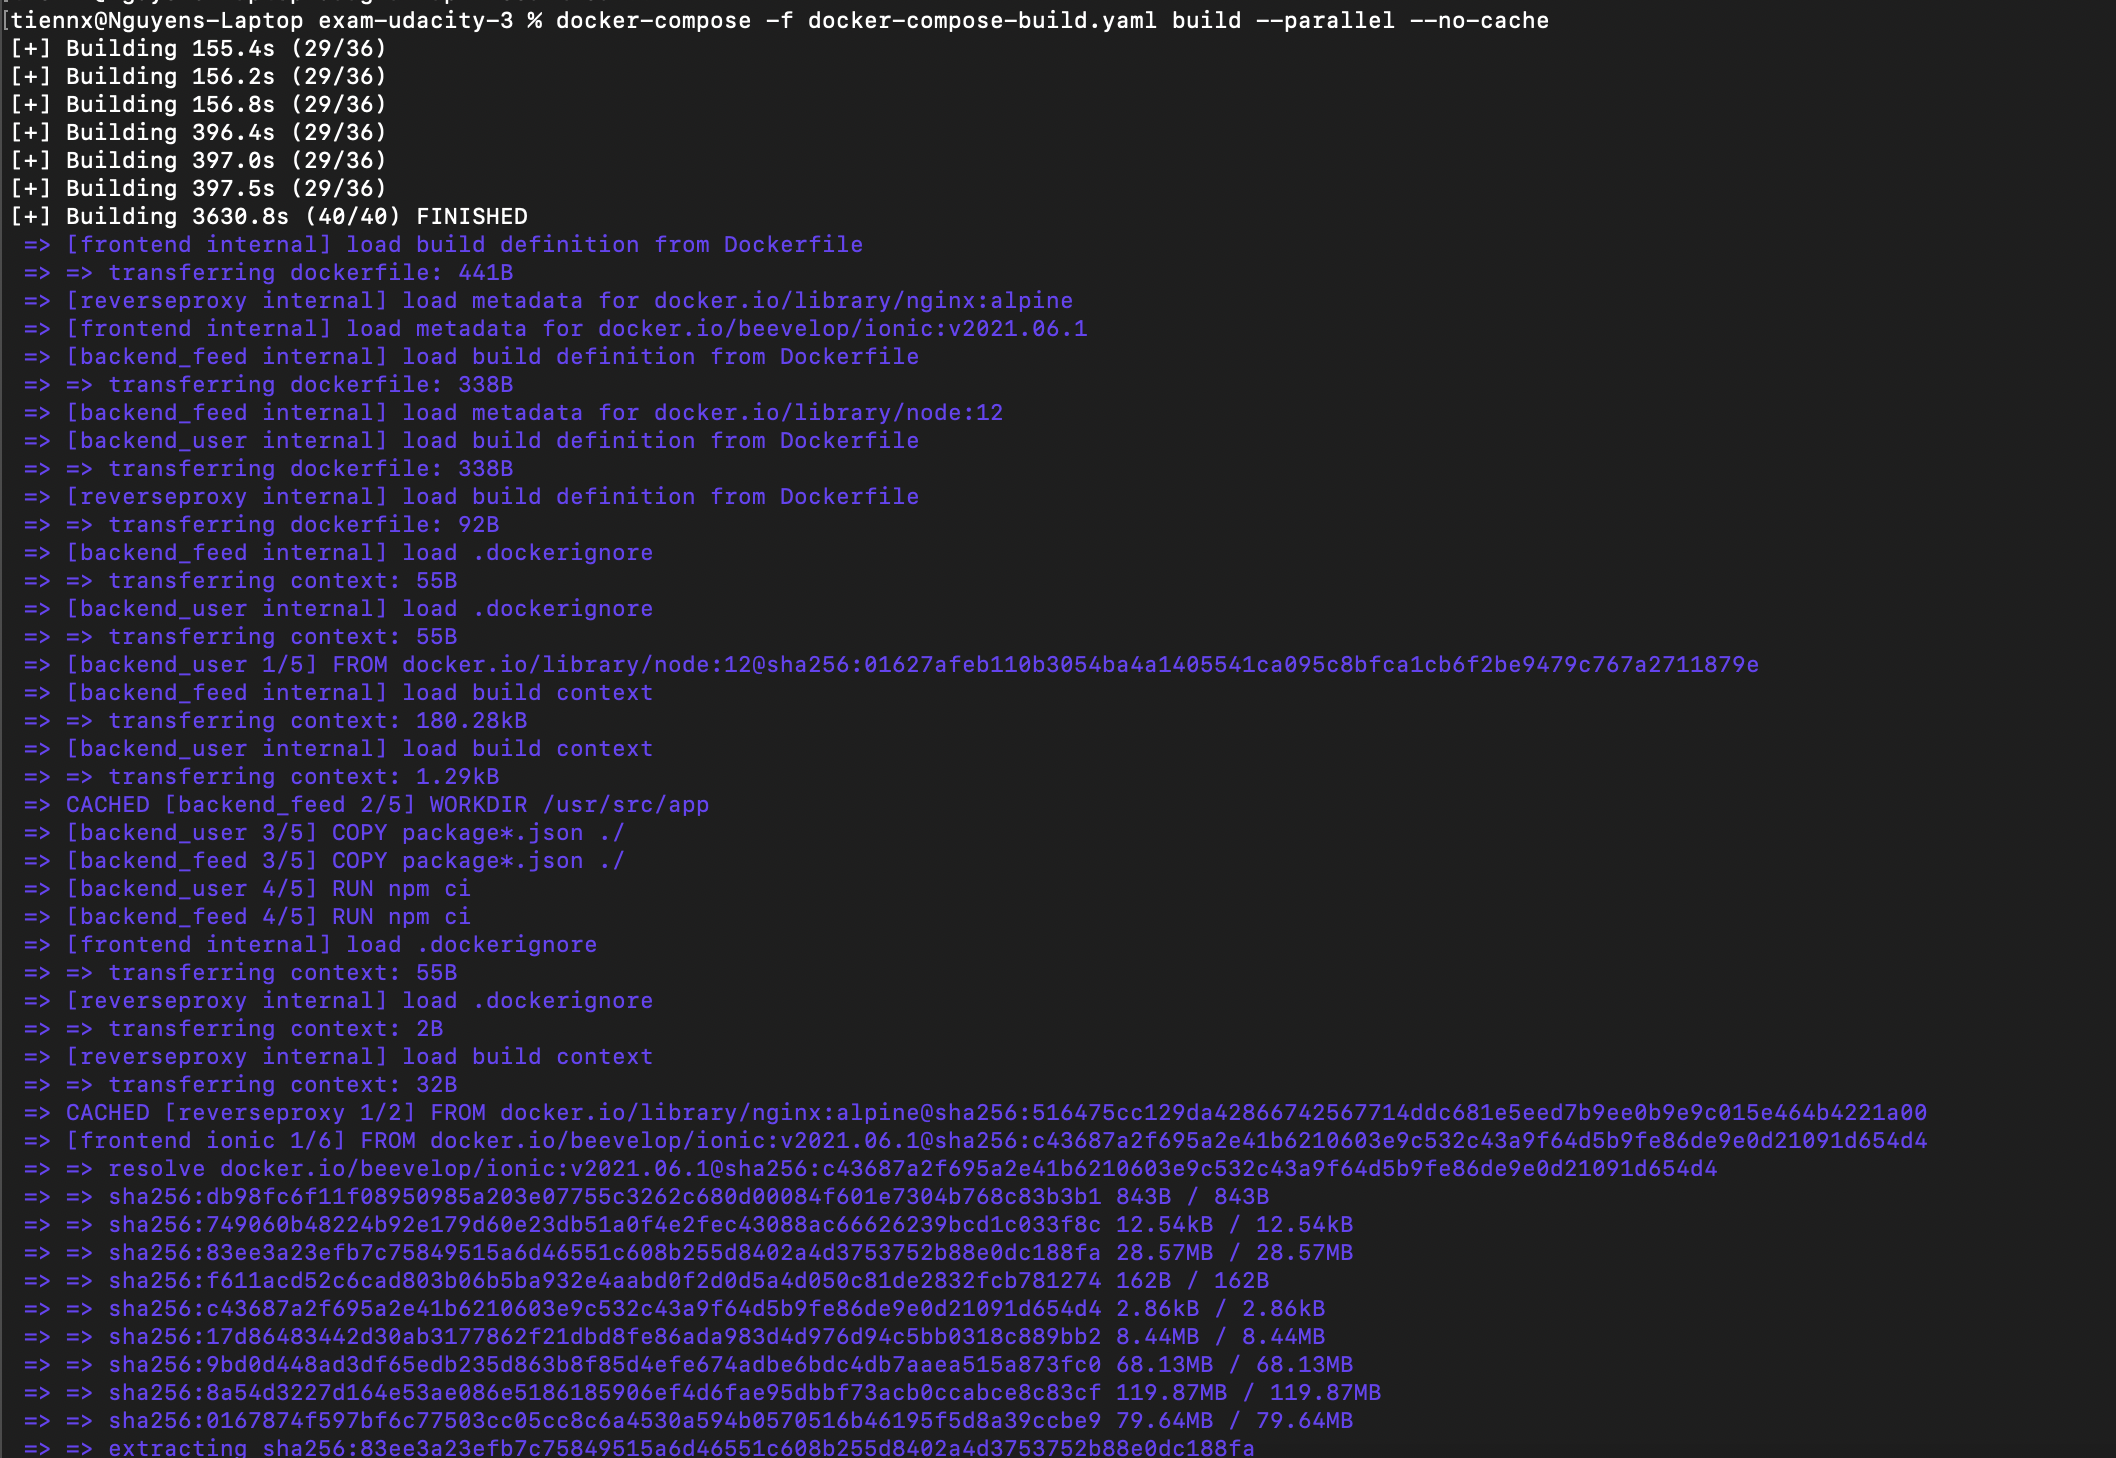 [tiennx@Nguyens-Laptop exam-udacity-3 % docker-compose -f docker-compose-build.yaml build --parallel --no-cache
[+] Building 155.4s (29/36)
[+] Building 156.2s (29/36)
[+] Building 156.8s (29/36)
[+] Building 396.4s (29/36)
[+] Building 397.0s (29/36)
[+] Building 397.5s (29/36)
[+] Building 3630.8s (40/40) FINISHED
=> [frontend internal] load build definition from Dockerfile
=> => transferring dockerfile: 441B
=> [reverseproxy internal] load metadata for docker.io/library/nginx:alpine
=> [frontend internal] load metadata for docker.io/beevelop/ionic:v2021.06.1
=> [backend_feed internal] load build definition from Dockerfile
=> => transferring dockerfile: 338B
=> [backend_feed internal] load metadata for docker.io/library/node:12
=> [backend_user internal] load build definition from Dockerfile
=> => transferring dockerfile: 338B
=> [reverseproxy internal] load build definition from Dockerfile
=> => transferring dockerfile: 92B
=> [backend_feed internal] load .dockerignore
=> => transferring context: 55B
=> [backend_user internal] load .dockerignore
=> => transferring context: 55B
=> [backend_user 1/5] FROM docker.io/library/node:12@sha256:01627afeb110b3054ba4a1405541ca095c8bfca1cb6f2be9479c767a2711879e
=> [backend_feed internal] load build context
=> => transferring context: 180.28kB
=> [backend_user internal] load build context
=> => transferring context: 1.29kB
=> CACHED [backend_feed 2/5] WORKDIR /usr/src/app
=> [backend_user 3/5] COPY package*.json ./
=> [backend_feed 3/5] COPY package*.json ./
=> [backend_user 4/5] RUN npm ci
=> [backend_feed 4/5] RUN npm ci
=> [frontend internal] load .dockerignore
=> => transferring context: 55B
=> [reverseproxy internal] load .dockerignore
=> => transferring context: 2B
=> [reverseproxy internal] load build context
=> => transferring context: 32B
=> CACHED [reverseproxy 1/2] FROM docker.io/library/nginx:alpine@sha256:516475cc129da42866742567714ddc681e5eed7b9ee0b9e9c015e464b4221a00
=> [frontend ionic 1/6] FROM docker.io/beevelop/ionic:v2021.06.1@sha256:c43687a2f695a2e41b6210603e9c532c43a9f64d5b9fe86de9e0d21091d654d4
=> => resolve docker.io/beevelop/ionic:v2021.06.1@sha256:c43687a2f695a2e41b6210603e9c532c43a9f64d5b9fe86de9e0d21091d654d4
=> => sha256:db98fc6f11f08950985a203e07755c3262c680d00084f601e7304b768c83b3b1 843B / 843B
=> => sha256:749060b48224b92e179d60e23db51a0f4e2fec43088ac66626239bcd1c033f8c 12.54kB / 12.54kB
=> => sha256:83ee3a23efb7c75849515a6d46551c608b255d8402a4d3753752b88e0dc188fa 28.57MB / 28.57MB
=> => sha256:f611acd52c6cad803b06b5ba932e4aabd0f2d0d5a4d050c81de2832fcb781274 162B / 162B
=> => sha256:c43687a2f695a2e41b6210603e9c532c43a9f64d5b9fe86de9e0d21091d654d4 2.86kB / 2.86kB
=> => sha256:17d86483442d30ab3177862f21dbd8fe86ada983d4d976d94c5bb0318c889bb2 8.44MB / 8.44MB
=> => sha256:9bd0d448ad3df65edb235d863b8f85d4efe674adbe6bdc4db7aaea515a873fc0 68.13MB / 68.13MB
=> => sha256:8a54d3227d164e53ae086e5186185906ef4d6fae95dbbf73acb0ccabce8c83cf 119.87MB / 119.87MB
=> => sha256:0167874f597bf6c77503cc05cc8c6a4530a594b0570516b46195f5d8a39ccbe9 79.64MB / 79.64MB
=> => extracting sha256:83ee3a23efb7c75849515a6d46551c608b255d8402a4d3753752b88e0dc188fa